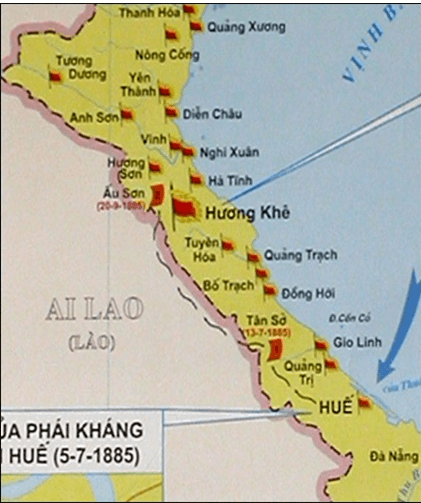 Thanh Hóa
Quảng Xương
VỊNH B
Nông Cống
Tương
Dương
Yên
Thành
Anh Sơn
Diễn Châu
Vinh
Nghi Xuân
Hương
Sơn
Hà Tĩnh
Ấu Sơn
(20-9-1885)
Hương Khê
Tuyên
Hóa
Quảng Trạch
Bố Trạch
Đồng Hới
AI LAO
(LÀO)
Đ.Cồn Cỏ
Tân Sở
(13-7-1885)
Gio Linh
Quảng
Trị
HUẾ
ỦA PHÁI KHÁNG
HUẾ (5-7-1885)
Đà Nẵng